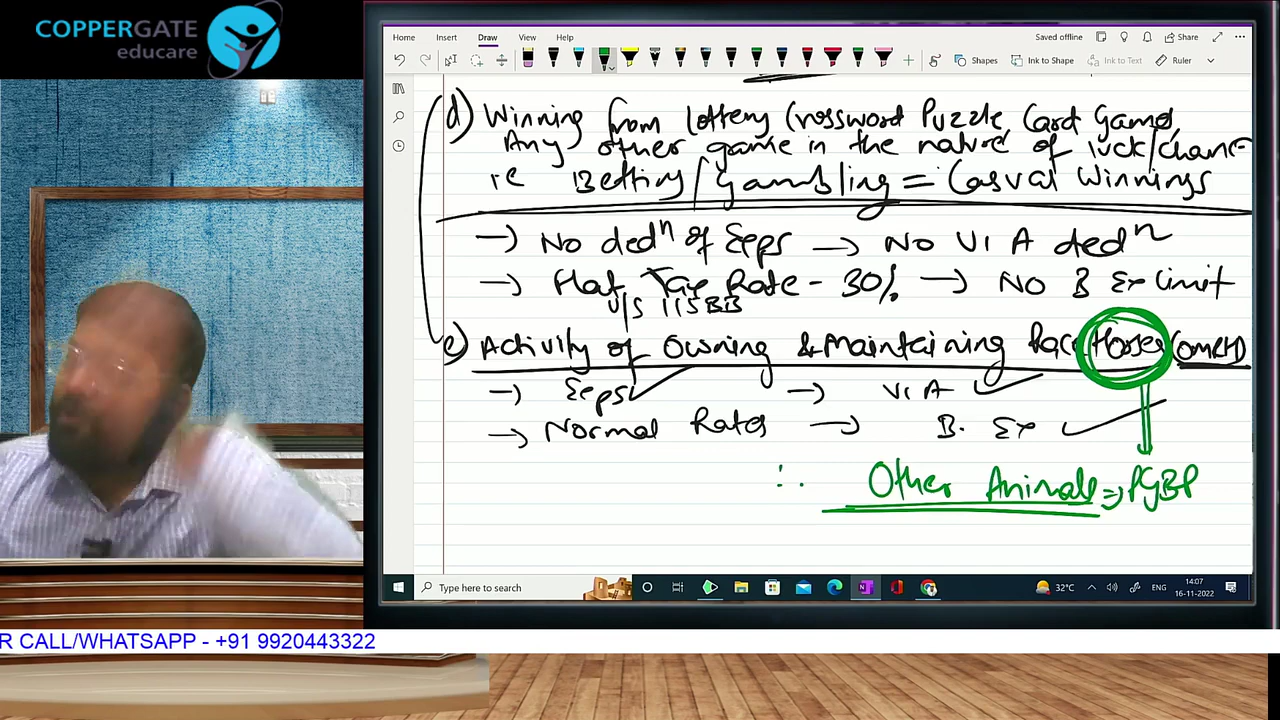 COPPERGATE
educare
Home Insert Draw View Help
Saved offline
Share
Shapes
Ink to Shape
Ink to Text
Ruler
d) Winning from lottery Crossword Puzzle Card Games
Any other game in the nature of luck/chance
ie Betting / Gambling = Casual Winnings
→ No dedⁿ of Exps → No VI A dedⁿ
→ Flat Tax Rate - 30% → No B Ex limit
U/S 115BB
e) Activity of Owning & Maintaining Race Horses (OMRH)
→ Exps ✓ → VI A ✓
→ Normal Rates → B. Ex ✓
∴ Other Animals ⇒ PGBP
Type here to search
32°C
ENG
14:07
16-11-2022
R CALL/WHATSAPP - +91 9920443322